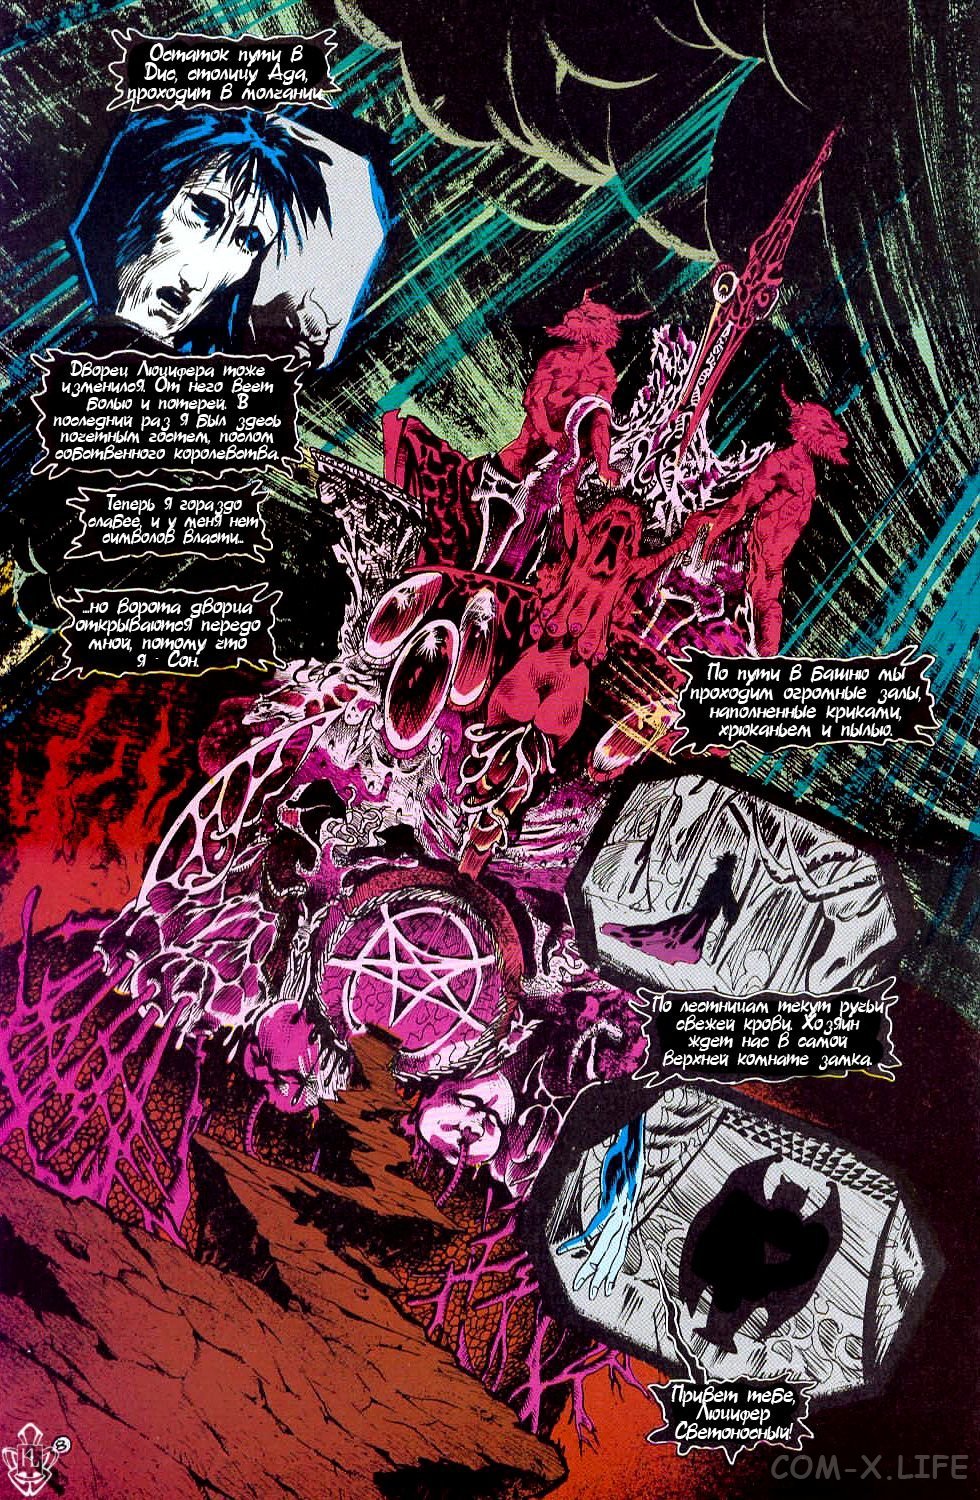 Остаток пути в
Дис, столицу Ада,
проходит в молчании.
Дворец Люцифера тоже
изменился. От него веет
болью и потерей. В
последний раз я был здесь
почетным гостем, послом
собственного королевства.
Теперь я гораздо
слабее, и у меня нет
символов власти...
...но ворота дворца
открываются передо
мной, потому что
я - Сон.
По пути в башню мы
проходим огромные залы,
наполненные криками,
хрюканьем и пылью.
По лестницам текут ручьи
свежей крови. Хозяин
ждет нас в самой
верхней комнате замка.
Привет тебе,
Люцифер
Светоносный!
3
COM-X.LIFE